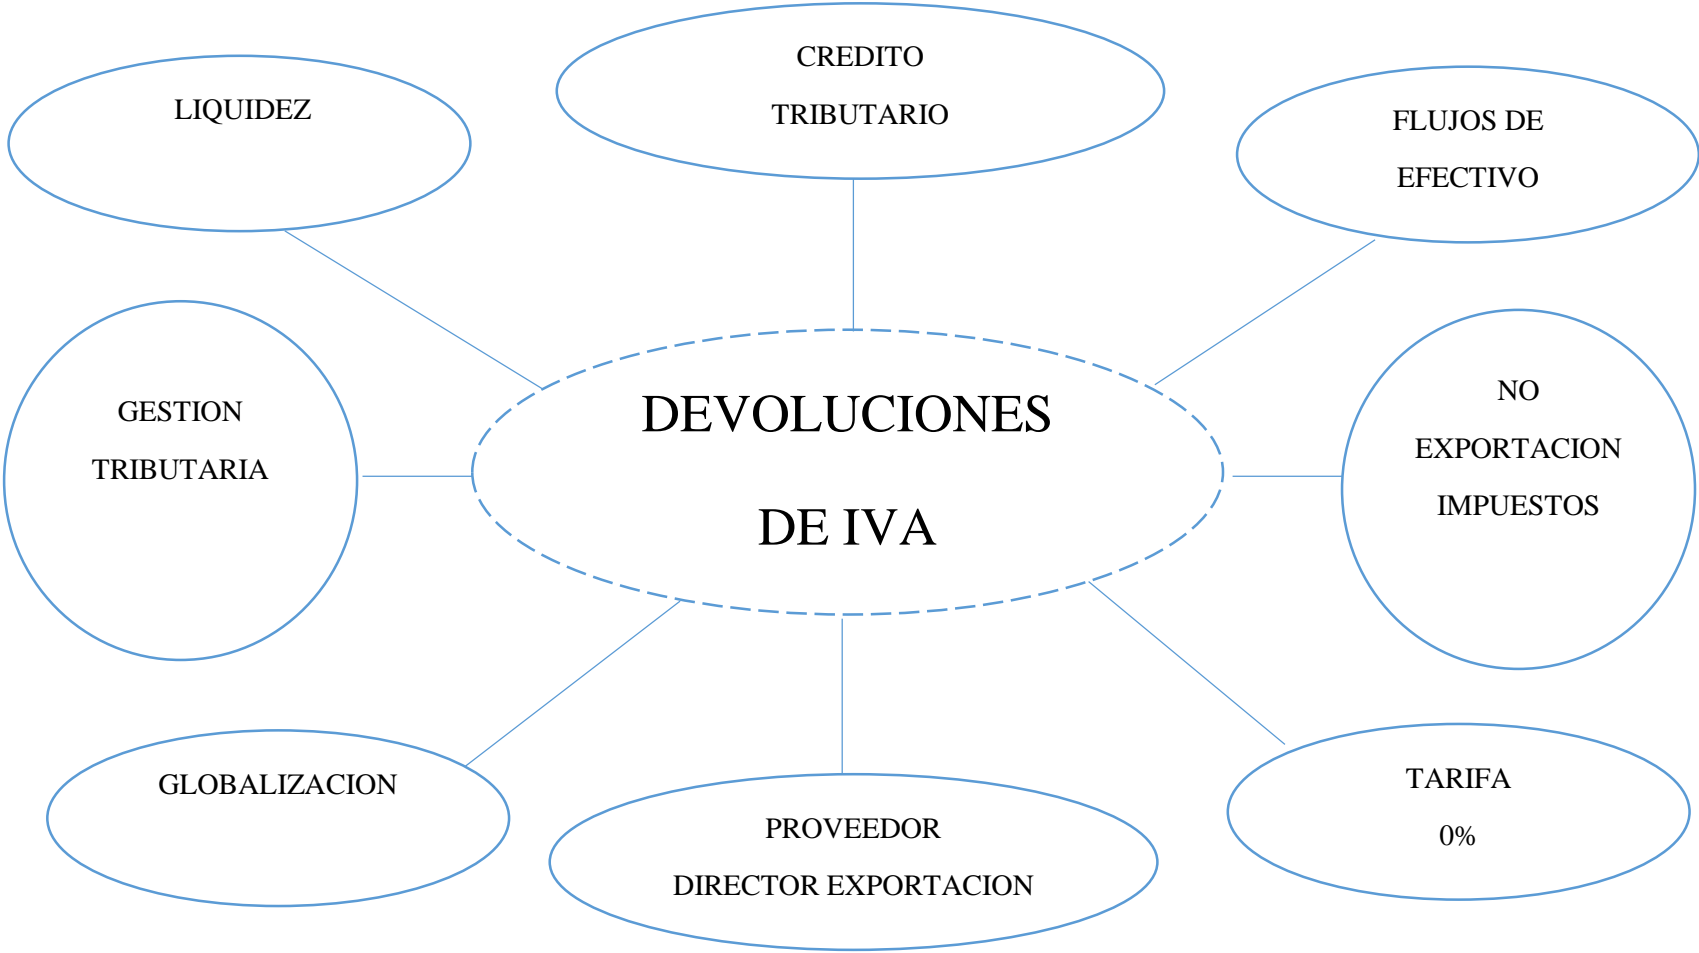 CREDITO
TRIBUTARIO
LIQUIDEZ
FLUJOS DE
EFECTIVO
GESTION
TRIBUTARIA
DEVOLUCIONES
DE IVA
NO
EXPORTACION
IMPUESTOS
GLOBALIZACION
PROVEEDOR
DIRECTOR EXPORTACION
TARIFA
0%